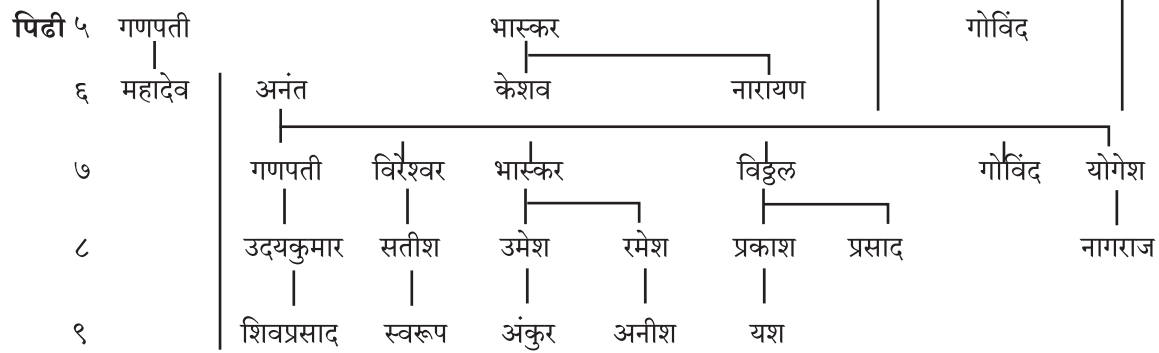 पिढी ५ गणपती भास्कर गोविंद
६ महादेव अनंत केशव नारायण
७ गणपती विरेश्वर भास्कर विठ्ठल गोविंद योगेश
८ उदयकुमार सतीश उमेश रमेश प्रकाश प्रसाद नागराज
९ शिवप्रसाद स्वरूप अंकुर अनीश यश